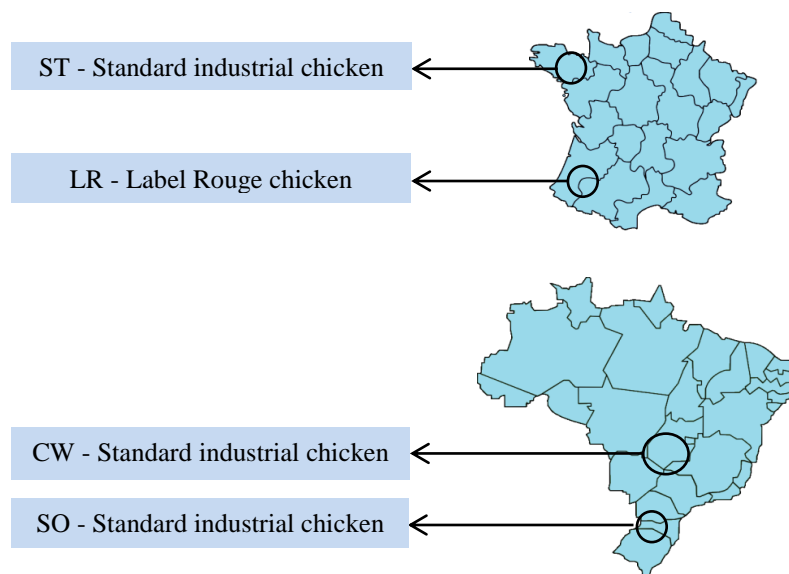 ST - Standard industrial chicken
LR - Label Rouge chicken
CW - Standard industrial chicken
SO - Standard industrial chicken